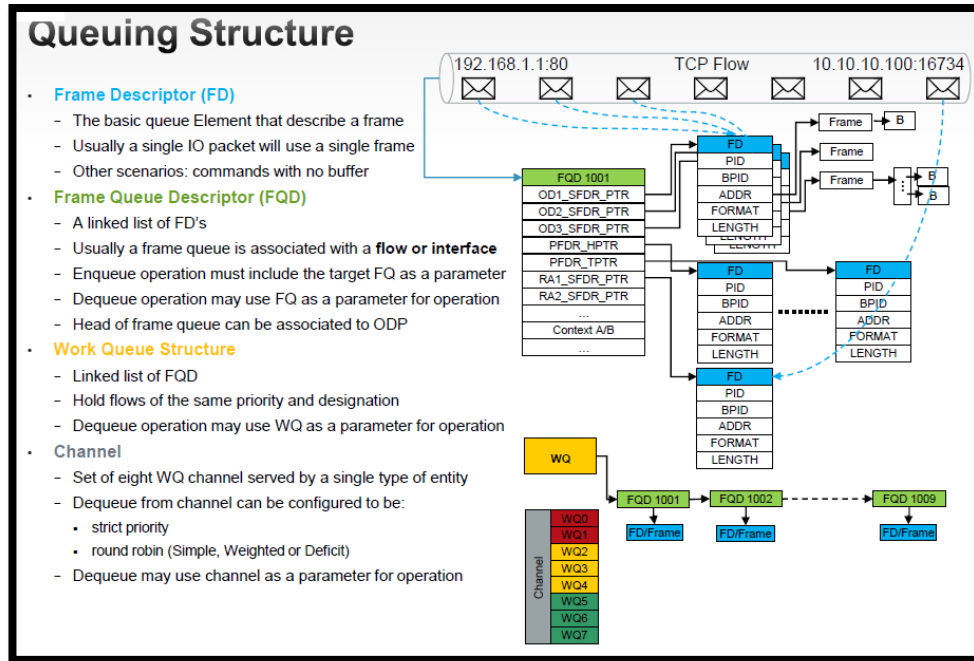 Queuing Structure
• Frame Descriptor (FD)
– The basic queue Element that describe a frame
– Usually a single IO packet will use a single frame
– Other scenarios: commands with no buffer
• Frame Queue Descriptor (FQD)
– A linked list of FD's
– Usually a frame queue is associated with a flow or interface
– Enqueue operation must include the target FQ as a parameter
– Dequeue operation may use FQ as a parameter for operation
– Head of frame queue can be associated to ODP
• Work Queue Structure
– Linked list of FQD
– Hold flows of the same priority and designation
– Dequeue operation may use WQ as a parameter for operation
• Channel
– Set of eight WQ channel served by a single type of entity
– Dequeue from channel can be configured to be:
▪ strict priority
▪ round robin (Simple, Weighted or Deficit)
– Dequeue may use channel as a parameter for operation
192.168.1.1:80 TCP Flow 10.10.10.100:16734
FQD 1001
OD1_SFDR_PTR
OD2_SFDR_PTR
OD3_SFDR_PTR
PFDR_HPTR
PFDR_TPTR
RA1_SFDR_PTR
RA2_SFDR_PTR
...
Context A/B
...
FD
PID
BPID
ADDR
FORMAT
LENGTH
LENGTH
LENGTH
Frame
B
Frame
Frame
B
B
FD
PID
BPID
ADDR
FORMAT
LENGTH
FD
PID
BPID
ADDR
FORMAT
LENGTH
FD
PID
BPID
ADDR
FORMAT
LENGTH
WQ
FQD 1001
FQD 1002
FQD 1009
FD/Frame
FD/Frame
FD/Frame
Channel
WQ0
WQ1
WQ2
WQ3
WQ4
WQ5
WQ6
WQ7